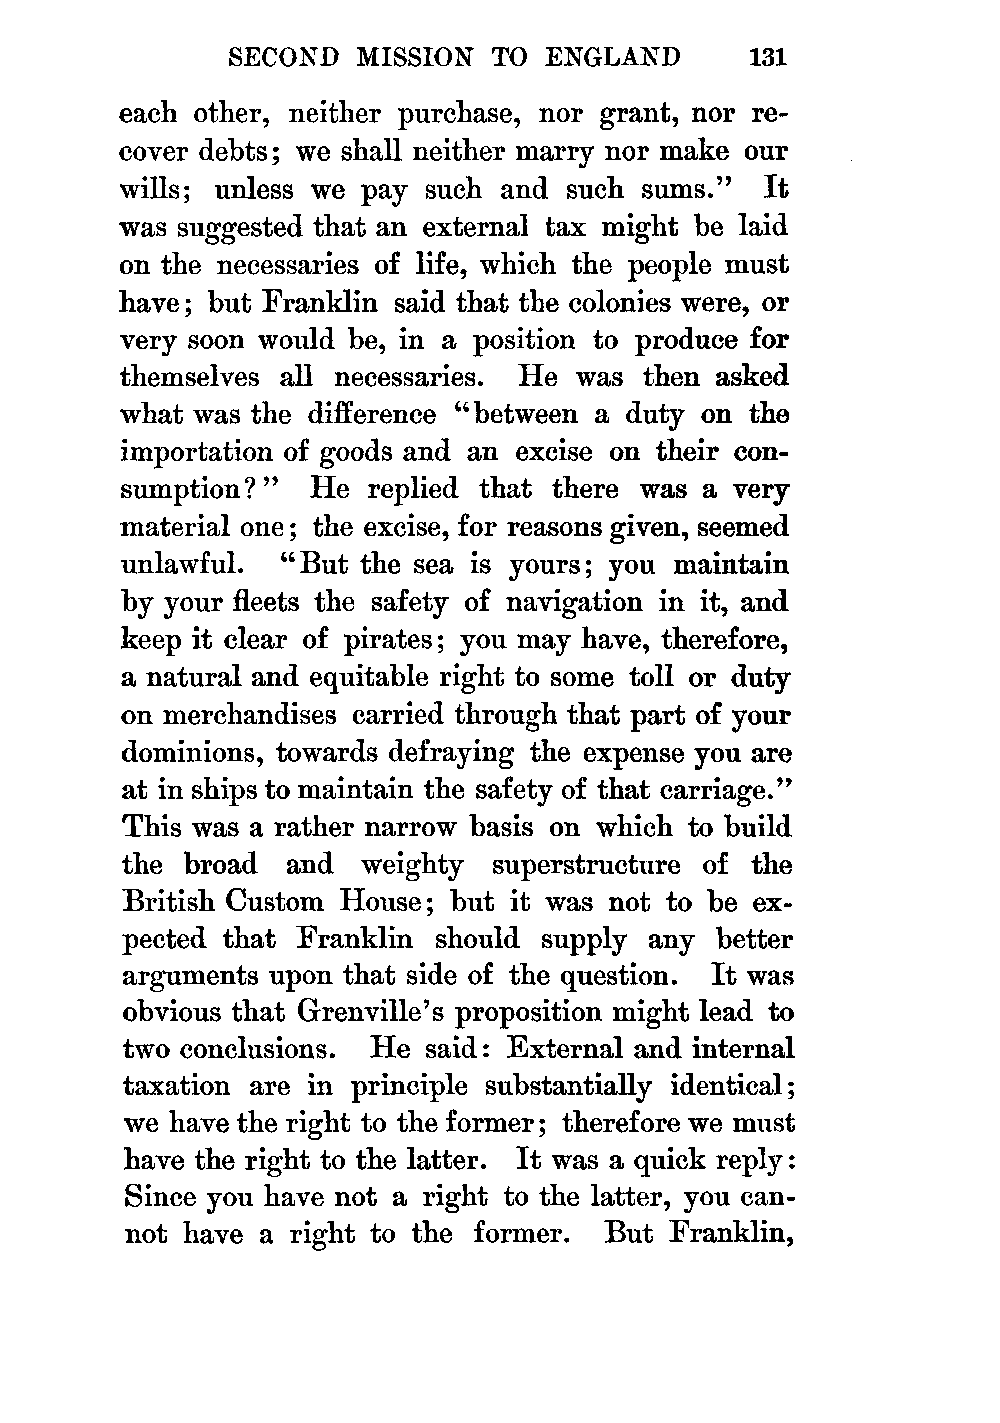 SECOND MISSION TO ENGLAND 131
each other, neither purchase, nor grant, nor re-
cover debts; we shall neither marry nor make our
wills; unless we pay such and such sums." It
was suggested that an external tax might be laid
on the necessaries of life, which the people must
have; but Franklin said that the colonies were, or
very soon would be, in a position to produce for
themselves all necessaries. He was then asked
what was the difference "between a duty on the
importation of goods and an excise on their con-
sumption?" He replied that there was a very
material one; the excise, for reasons given, seemed
unlawful. "But the sea is yours; you maintain
by your fleets the safety of navigation in it, and
keep it clear of pirates; you may have, therefore,
a natural and equitable right to some toll or duty
on merchandises carried through that part of your
dominions, towards defraying the expense you are
at in ships to maintain the safety of that carriage."
This was a rather narrow basis on which to build
the broad and weighty superstructure of the
British Custom House; but it was not to be ex-
pected that Franklin should supply any better
arguments upon that side of the question. It was
obvious that Grenville's proposition might lead to
two conclusions. He said: External and internal
taxation are in principle substantially identical;
we have the right to the former; therefore we must
have the right to the latter. It was a quick reply:
Since you have not a right to the latter, you can-
not have a right to the former. But Franklin,